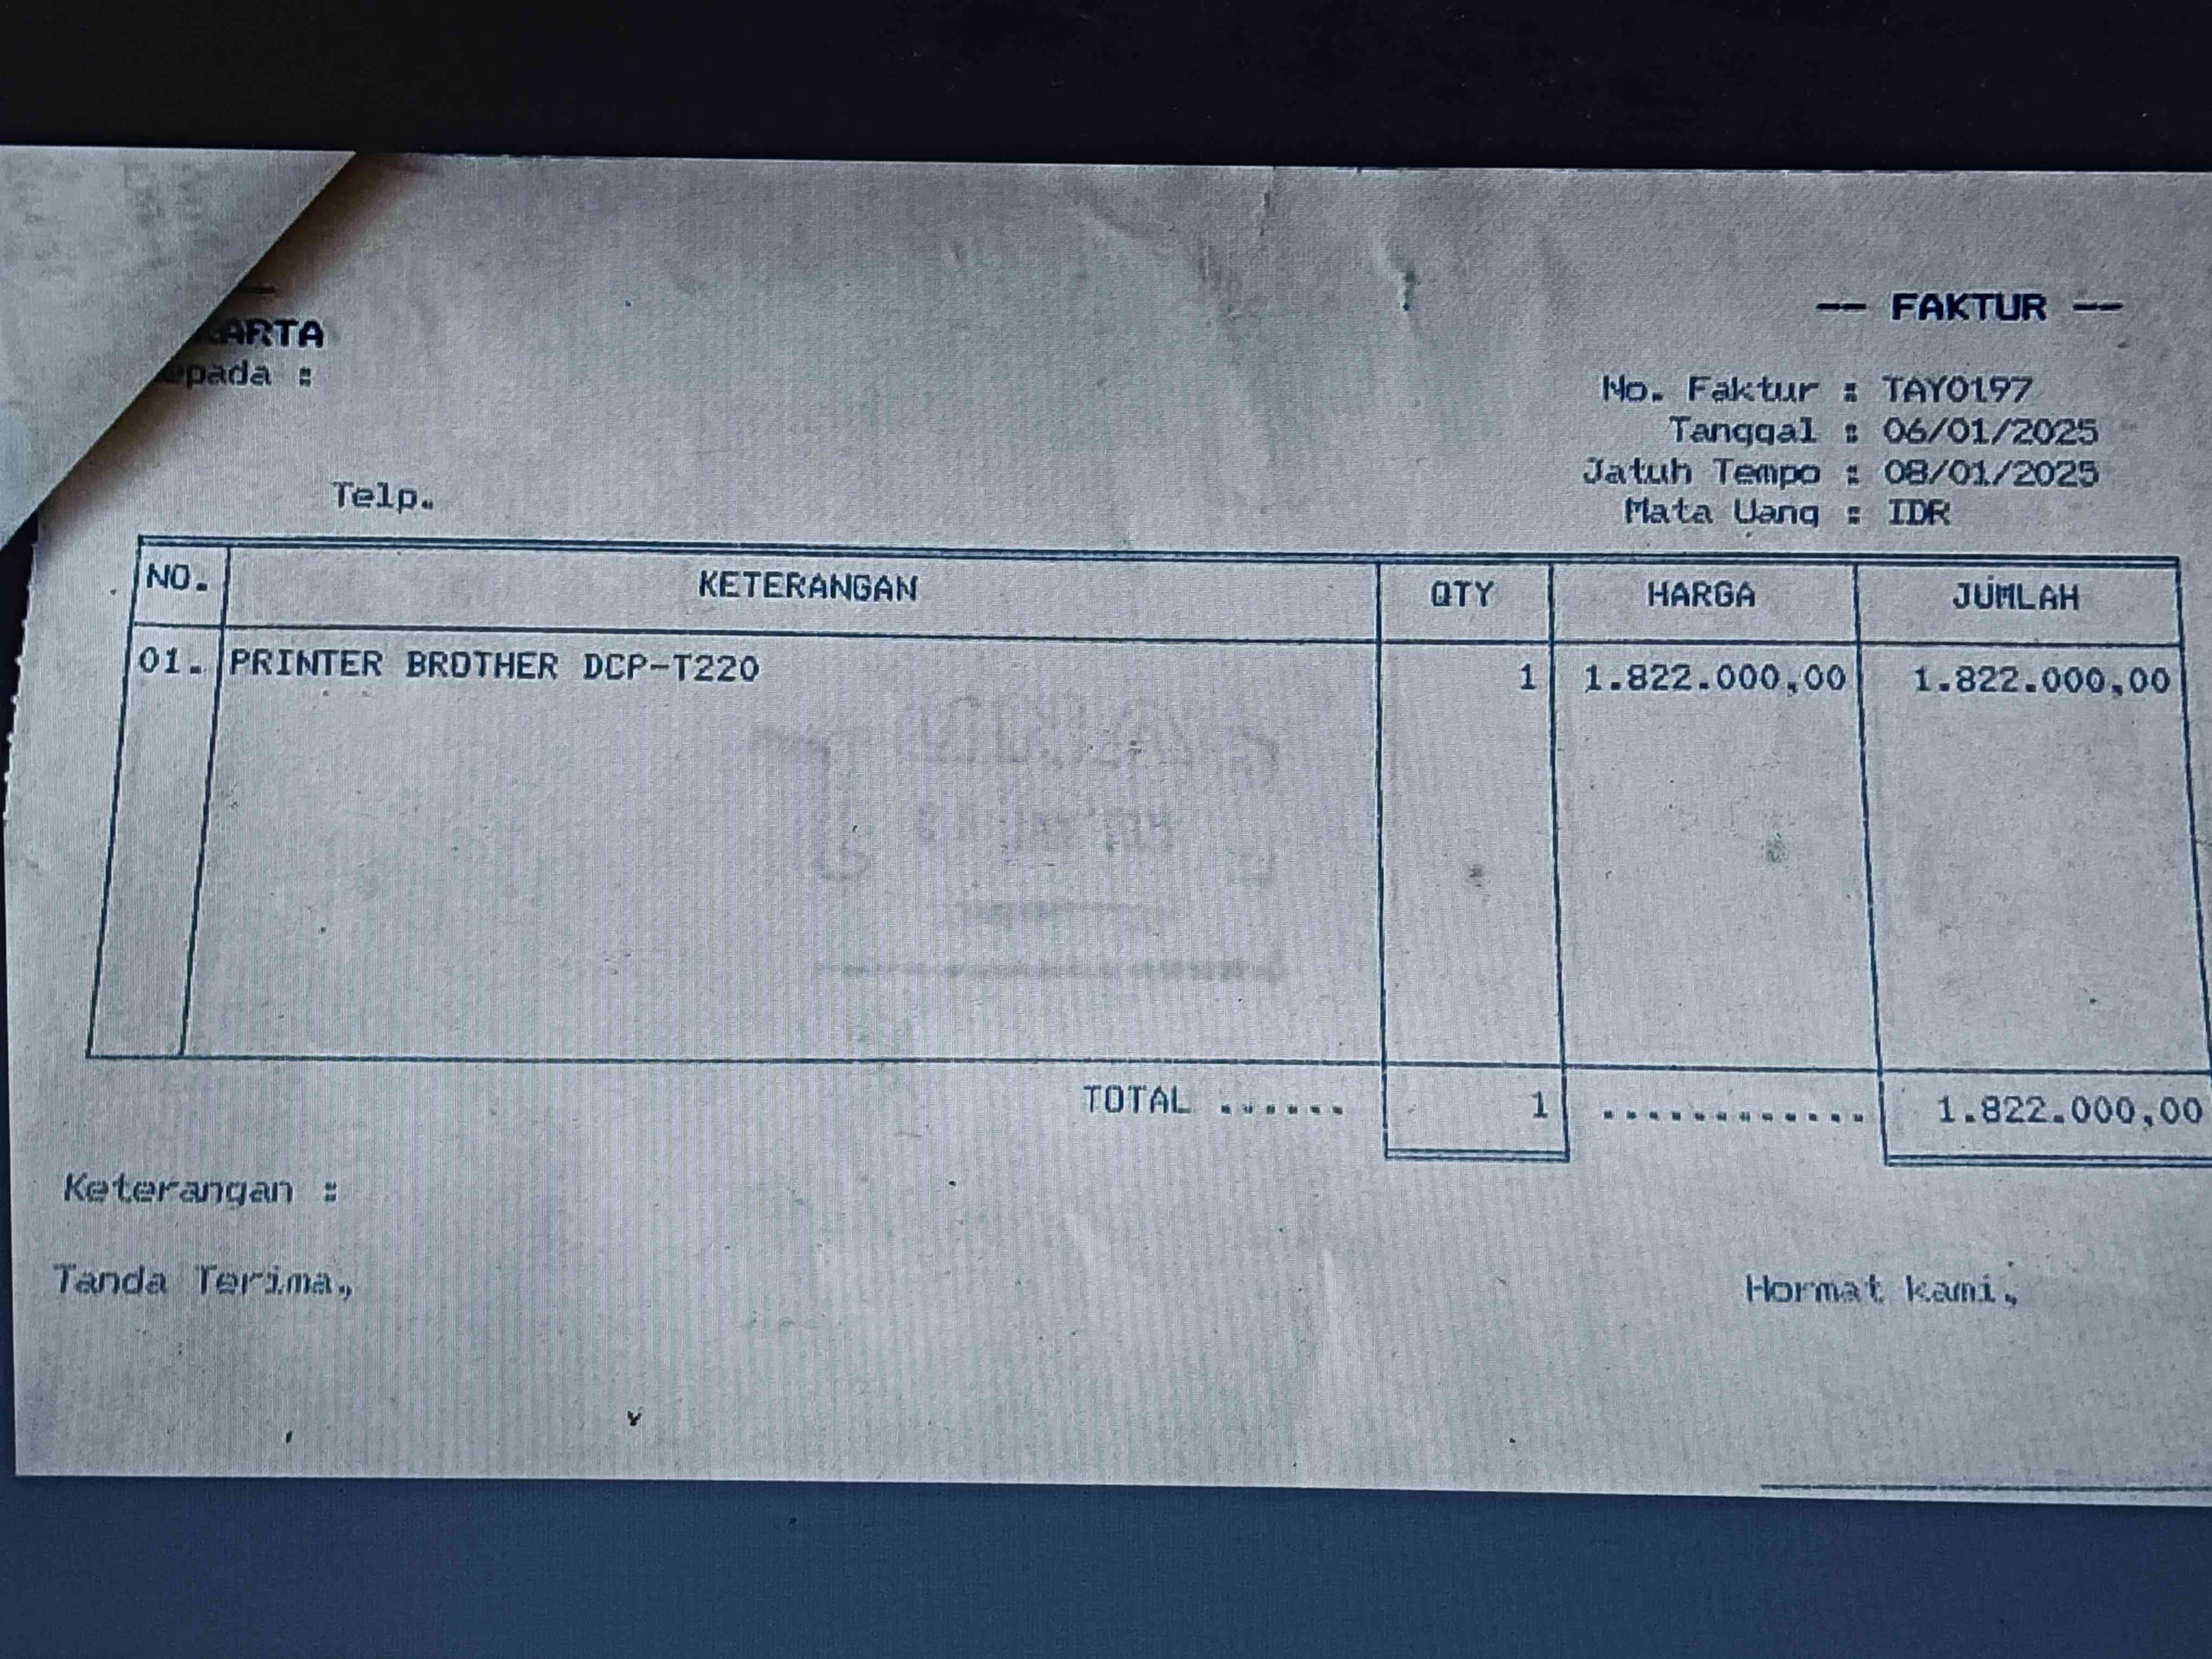 -- FAKTUR --
ARTA
epada :
No. Faktur : TAY0197
Tanggal : 06/01/2025
Jatuh Tempo : 08/01/2025
Telp.
Mata Uang : IDR
NO. KETERANGAN QTY HARGA JUMLAH
01. PRINTER BROTHER DCP-T220 1 1.822.000,00 1.822.000,00
TOTAL ...... 1 ............ 1.822.000,00
Keterangan :
Tanda Terima, Hormat kami,